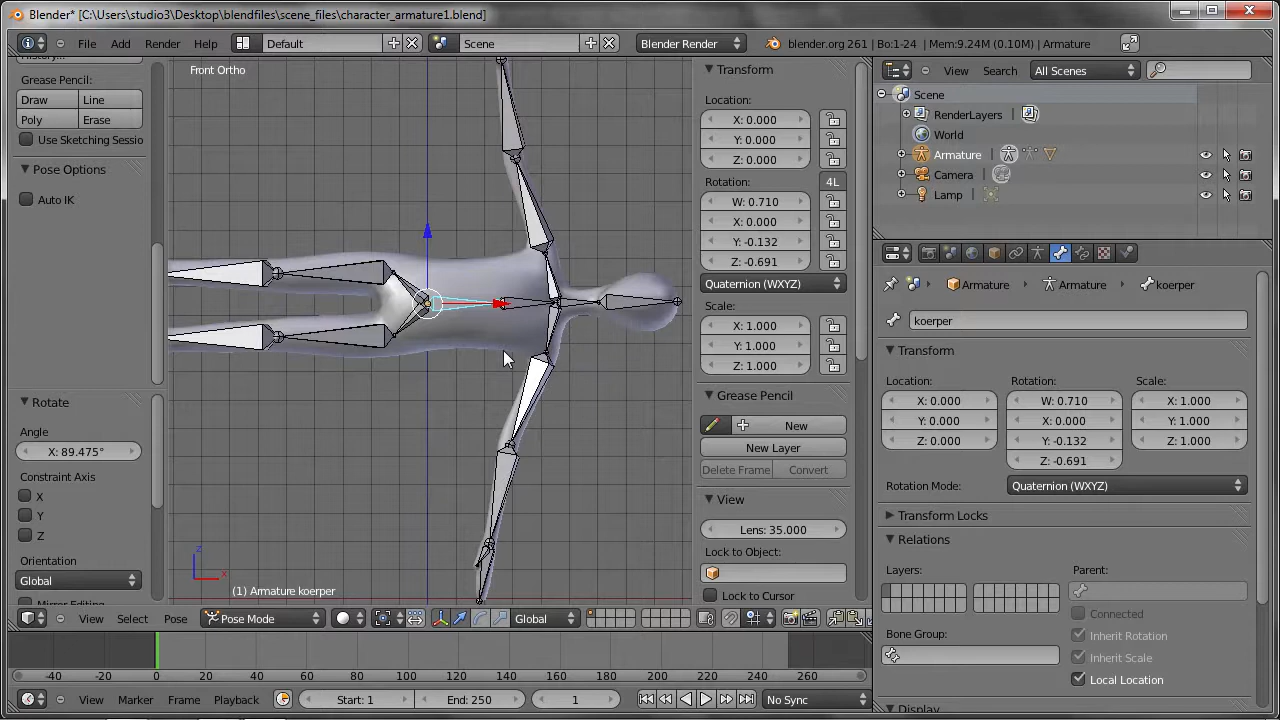 Blender* [C:\Users\studio3\Desktop\blendfiles\scene_files\character_armature1.blend]
File Add Render Help Default Scene Blender Render blender.org 261 | Bo:1-24 | Mem:9.24M (0.10M) | Armature
Grease Pencil:
Draw Line
Poly Erase
Use Sketching Sessio
Pose Options
Auto IK
Rotate
Angle
X: 89.475°
Constraint Axis
X
Y
Z
Orientation
Global
Front Ortho
z
x
(1) Armature koerper
View Select Pose Pose Mode Global
Transform
Location:
X: 0.000
Y: 0.000
Z: 0.000
Rotation: 4L
W: 0.710
X: 0.000
Y: -0.132
Z: -0.691
Quaternion (WXYZ)
Scale:
X: 1.000
Y: 1.000
Z: 1.000
Grease Pencil
New
New Layer
Delete Frame Convert
View
Lens: 35.000
Lock to Object:
Lock to Cursor
View Search All Scenes
Scene
RenderLayers |
World
Armature |
Camera |
Lamp |
Armature Armature koerper
koerper
Transform
Location: Rotation: Scale:
X: 0.000 W: 0.710 X: 1.000
Y: 0.000 X: 0.000 Y: 1.000
Z: 0.000 Y: -0.132 Z: 1.000
Z: -0.691
Rotation Mode: Quaternion (WXYZ)
Transform Locks
Relations
Layers: Parent:
Connected
Bone Group: Inherit Rotation
Inherit Scale
Local Location
Display
-40 -20 0 20 40 60 80 100 120 140 160 180 200 220 240 260
View Marker Frame Playback Start: 1 End: 250 1 No Sync